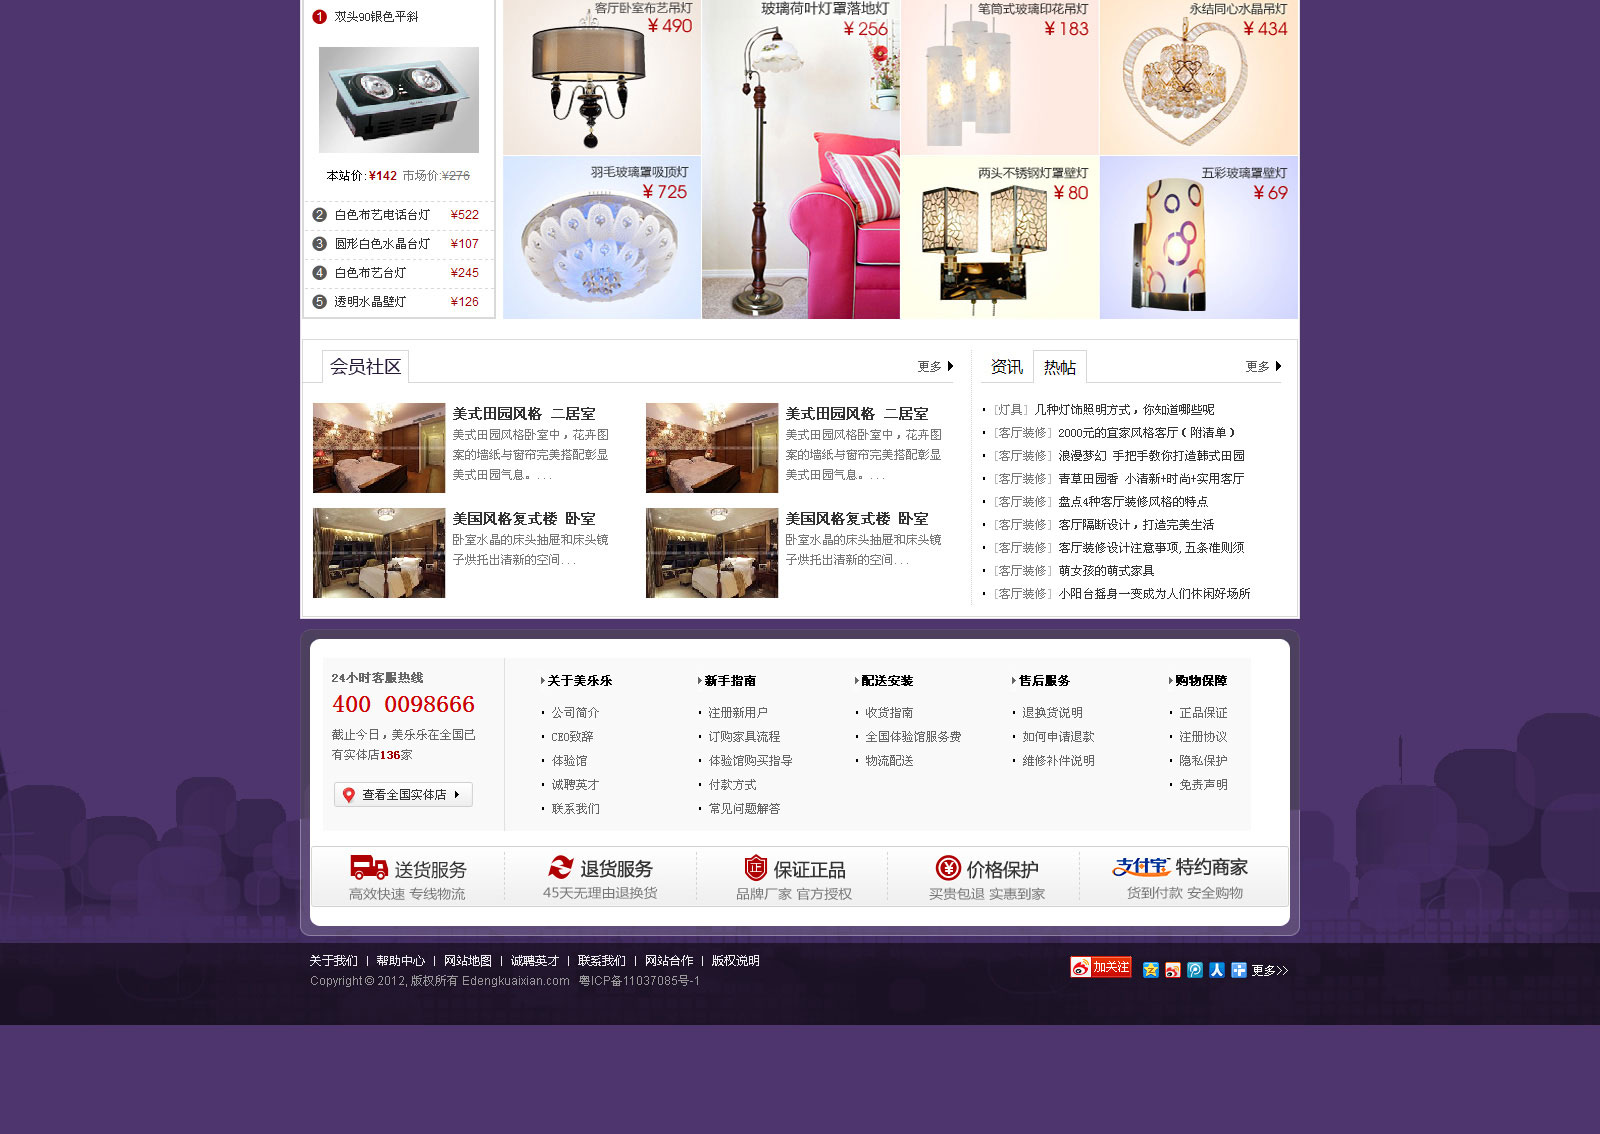 1 双头90银色平斜
本站价:¥142 市场价:¥276
2 白色布艺电话台灯 ¥522
3 圆形白色水晶台灯 ¥107
4 白色布艺台灯 ¥245
5 透明水晶壁灯 ¥126
客厅卧室布艺吊灯
¥490
玻璃荷叶灯罩落地灯
¥256
笔筒式玻璃印花吊灯
¥183
永结同心水晶吊灯
¥434
羽毛玻璃罩吸顶灯
¥725
两头不锈钢灯罩壁灯
¥80
五彩玻璃罩壁灯
¥69
会员社区 更多
美式田园风格 二居室
美式田园风格卧室中，花卉图
案的墙纸与窗帘完美搭配彰显
美式田园气息。...
美式田园风格 二居室
美式田园风格卧室中，花卉图
案的墙纸与窗帘完美搭配彰显
美式田园气息。...
美国风格复式楼 卧室
卧室水晶的床头抽屉和床头镜
子烘托出清新的空间...
美国风格复式楼 卧室
卧室水晶的床头抽屉和床头镜
子烘托出清新的空间...
资讯 热帖 更多
[灯具] 几种灯饰照明方式，你知道哪些呢
[客厅装修] 2000元的宜家风格客厅（附清单）
[客厅装修] 浪漫梦幻 手把手教你打造韩式田园
[客厅装修] 青草田园香 小清新+时尚+实用客厅
[客厅装修] 盘点4种客厅装修风格的特点
[客厅装修] 客厅隔断设计，打造完美生活
[客厅装修] 客厅装修设计注意事项,五条准则须
[客厅装修] 萌女孩的萌式家具
[客厅装修] 小阳台摇身一变成为人们休闲好场所
24小时客服热线
400 0098666
截止今日，美乐乐在全国已
有实体店136家
查看全国实体店
关于美乐乐
公司简介
CEO致辞
体验馆
诚聘英才
联系我们
新手指南
注册新用户
订购家具流程
体验馆购买指导
付款方式
常见问题解答
配送安装
收货指南
全国体验馆服务费
物流配送
售后服务
退换货说明
如何申请退款
维修补件说明
购物保障
正品保证
注册协议
隐私保护
免责声明
送货服务
高效快速 专线物流
退货服务
45天无理由退换货
正 保证正品
品牌厂家 官方授权
¥ 价格保护
买贵包退 实惠到家
支付宝 特约商家
货到付款 安全购物
关于我们 | 帮助中心 | 网站地图 | 诚聘英才 | 联系我们 | 网站合作 | 版权说明
Copyright © 2012, 版权所有 Edengkuaixian.com 粤ICP备11037085号-1
加关注 更多>>